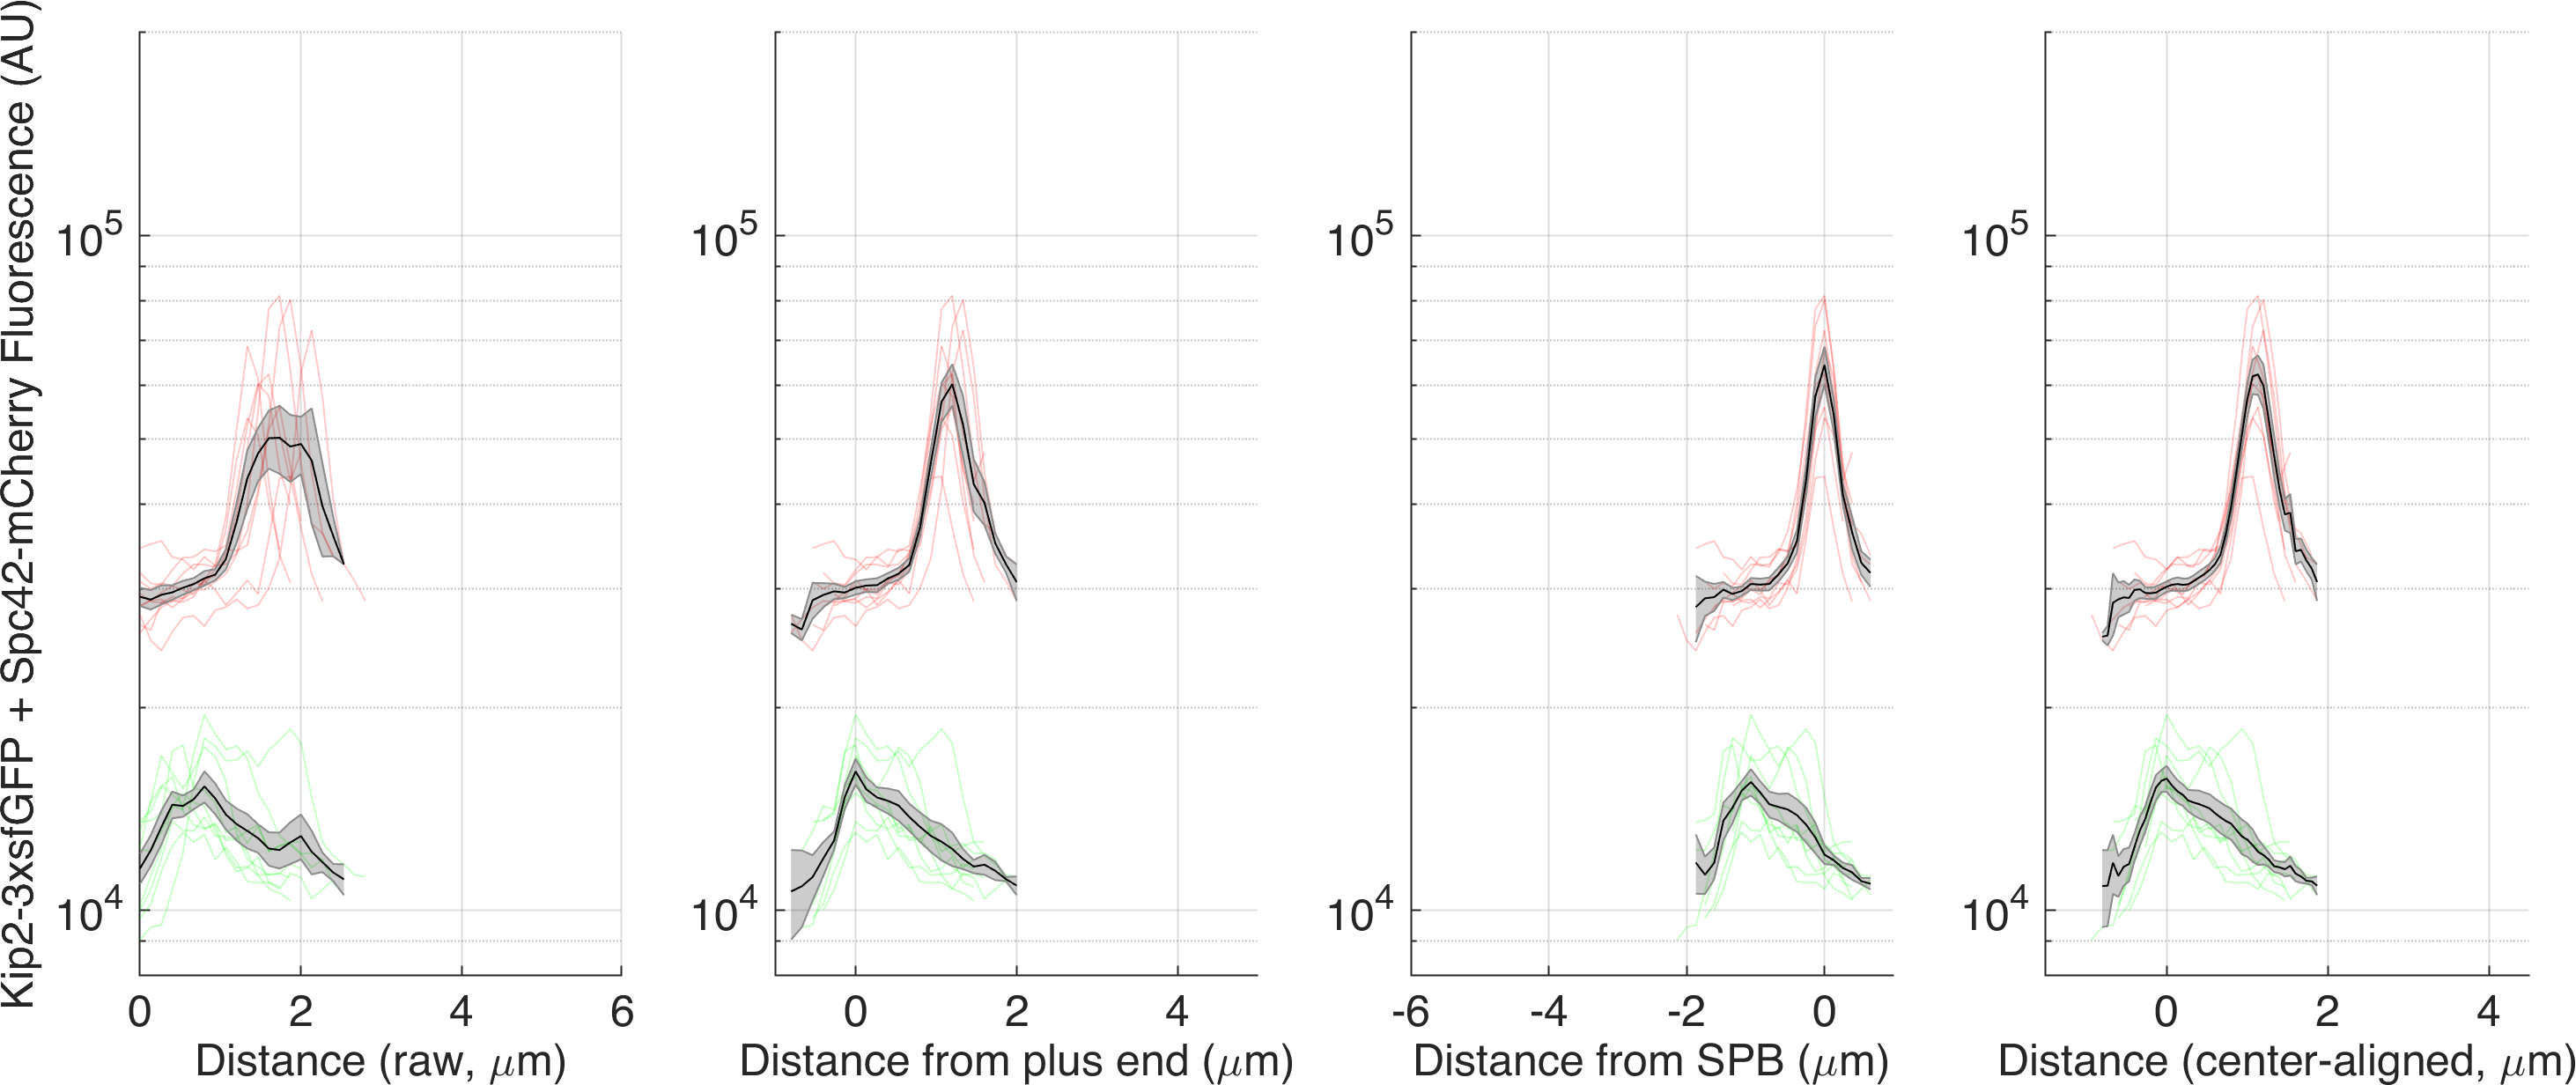 Kip2-3xsfGFP + Spc42-mCherry Fluorescence (AU)
10^5
10^4
0 2 4 6
Distance (raw, μm)
10^5
10^4
0 2 4
Distance from plus end (μm)
10^5
10^4
-6 -4 -2 0
Distance from SPB (μm)
10^5
10^4
0 2 4
Distance (center-aligned, μm)